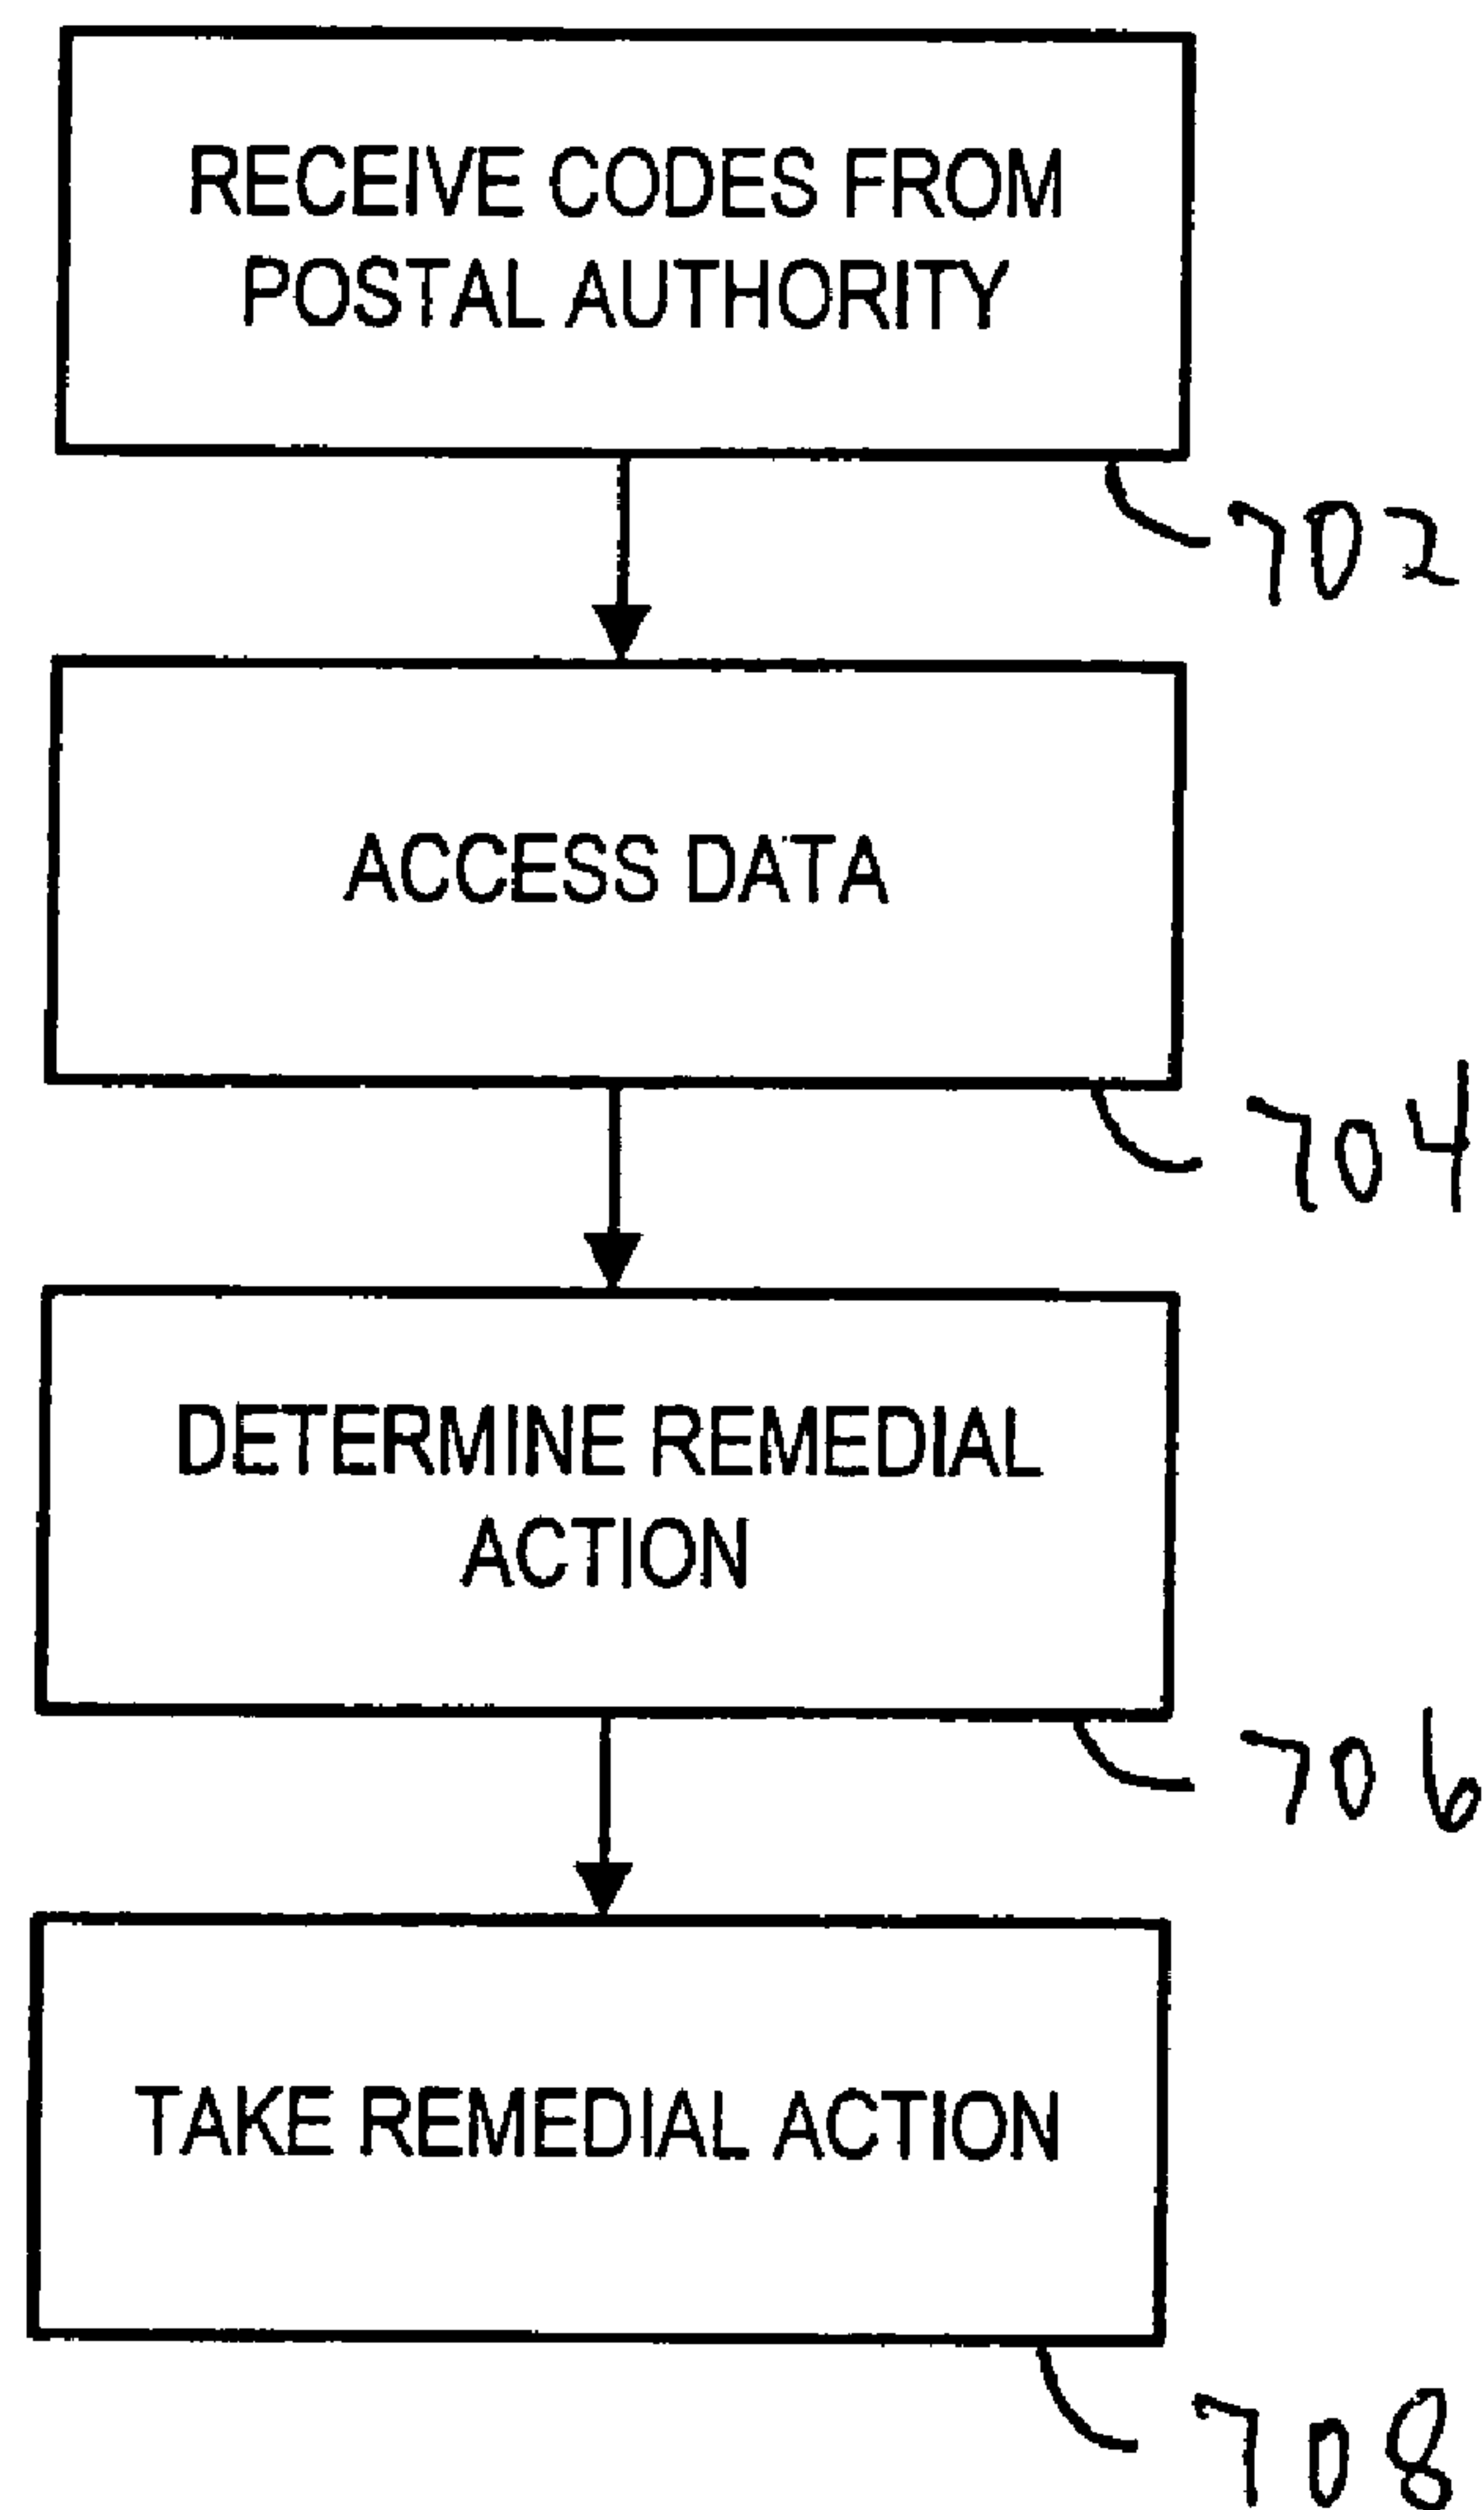 RECEIVE CODES FROM
POSTAL AUTHORITY
702
ACCESS DATA
704
DETERMINE REMEDIAL
ACTION
706
TAKE REMEDIAL ACTION
708